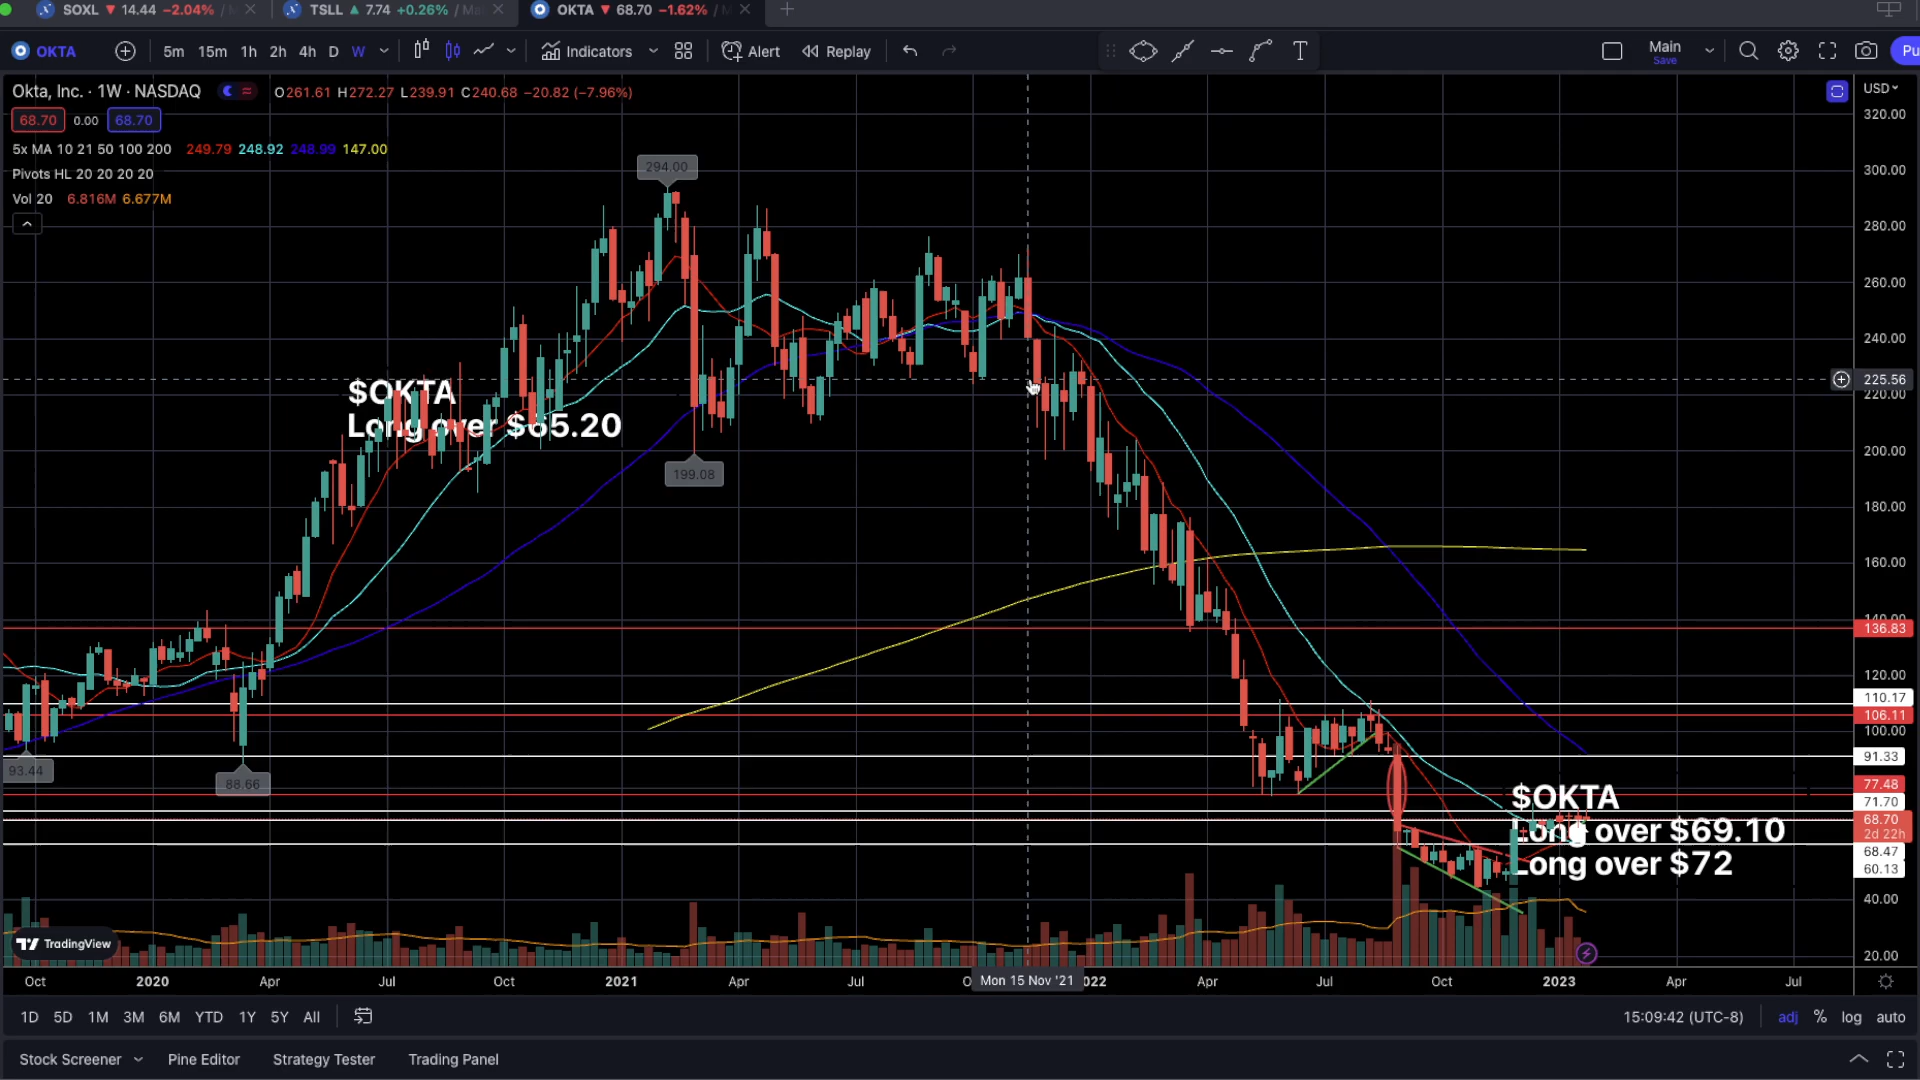 SOXL 14.44 −2.04% /
TSLL 7.74 +0.26% /
OKTA 68.70 −1.62% /
OKTA
5m 15m 1h 2h 4h D W
Indicators
Alert
Replay
T
Main
Save
Pu
Okta, Inc. · 1W · NASDAQ
O261.61 H272.27 L239.91 C240.68 −20.82 (−7.96%)
68.70 0.00 68.70
5x MA 10 21 50 100 200 249.79 248.92 248.99 147.00
Pivots HL 20 20 20 20
Vol 20 6.816M 6.677M
USD
320.00
300.00
280.00
260.00
240.00
225.56
220.00
200.00
180.00
160.00
140.00
136.83
120.00
110.17
106.11
100.00
91.33
77.48
71.70
68.70
2d 22h
68.47
60.13
40.00
20.00
294.00
199.08
93.44
88.66
$OKTA
Long over $65.20
$OKTA
Long over $69.10
Long over $72
TradingView
Oct 2020 Apr Jul Oct 2021 Apr Jul Mon 15 Nov '21 Apr Jul Oct 2023 Apr Jul
1D 5D 1M 3M 6M YTD 1Y 5Y All
15:09:42 (UTC-8) adj % log auto
Stock Screener Pine Editor Strategy Tester Trading Panel